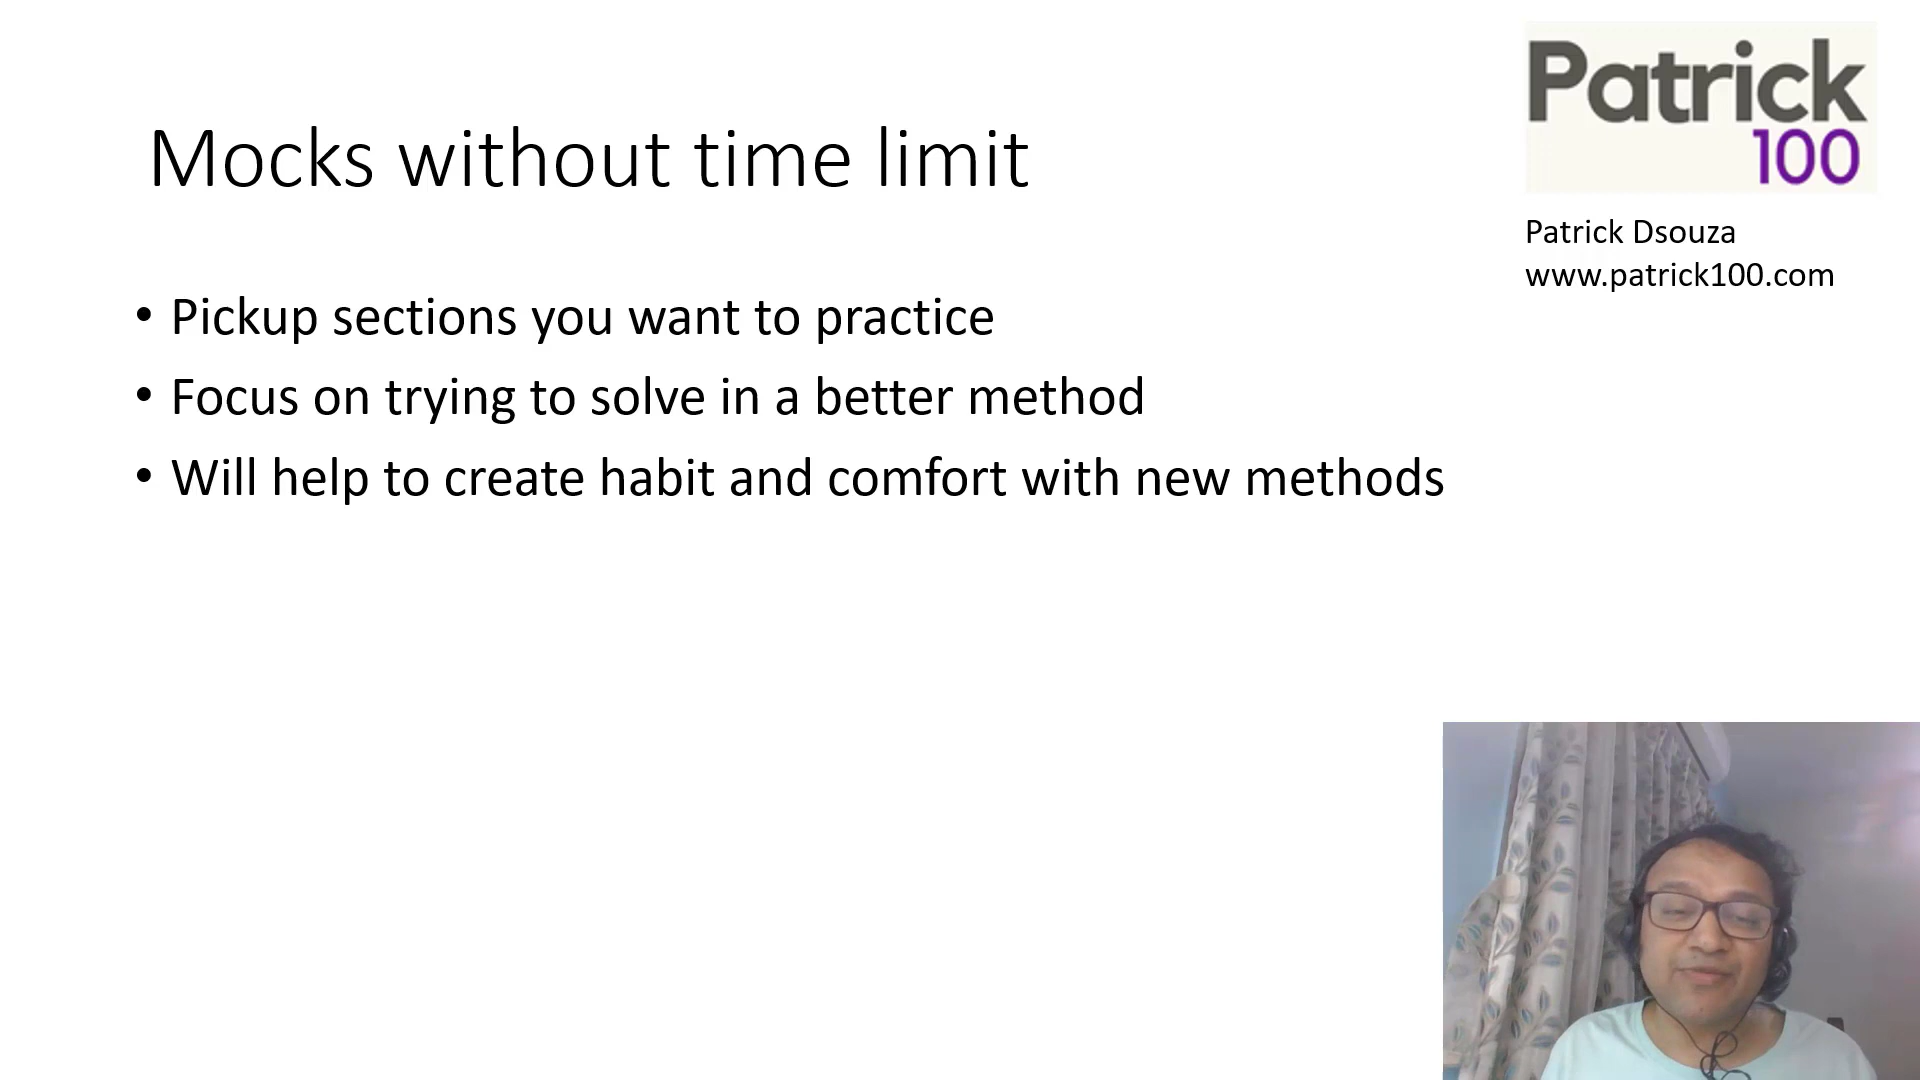 Patrick
100
Patrick Dsouza
www.patrick100.com
Mocks without time limit
• Pickup sections you want to practice
• Focus on trying to solve in a better method
• Will help to create habit and comfort with new methods